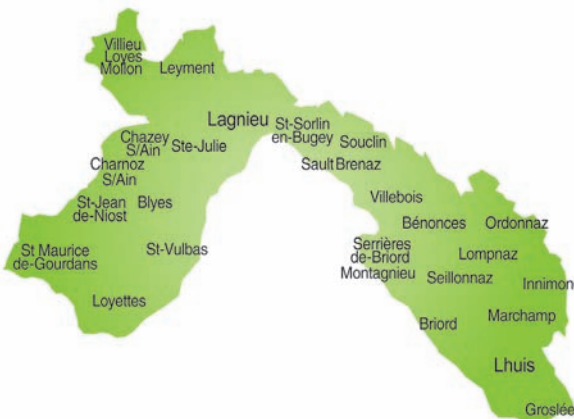 Villieu
Loyes
Mollon
Leyment
Lagnieu
St-Sorlin
en-Bugey
Souclin
Chazey
S/Ain
Ste-Julie
Sault Brenaz
Charnoz
S/Ain
Villebois
St-Jean
de-Niost
Blyes
Bénonces
Ordonnaz
St Maurice
de-Gourdans
St-Vulbas
Serrières
de-Briord
Lompnaz
Montagnieu
Seillonnaz
Innimon
Loyettes
Briord
Marchamp
Lhuis
Groslée